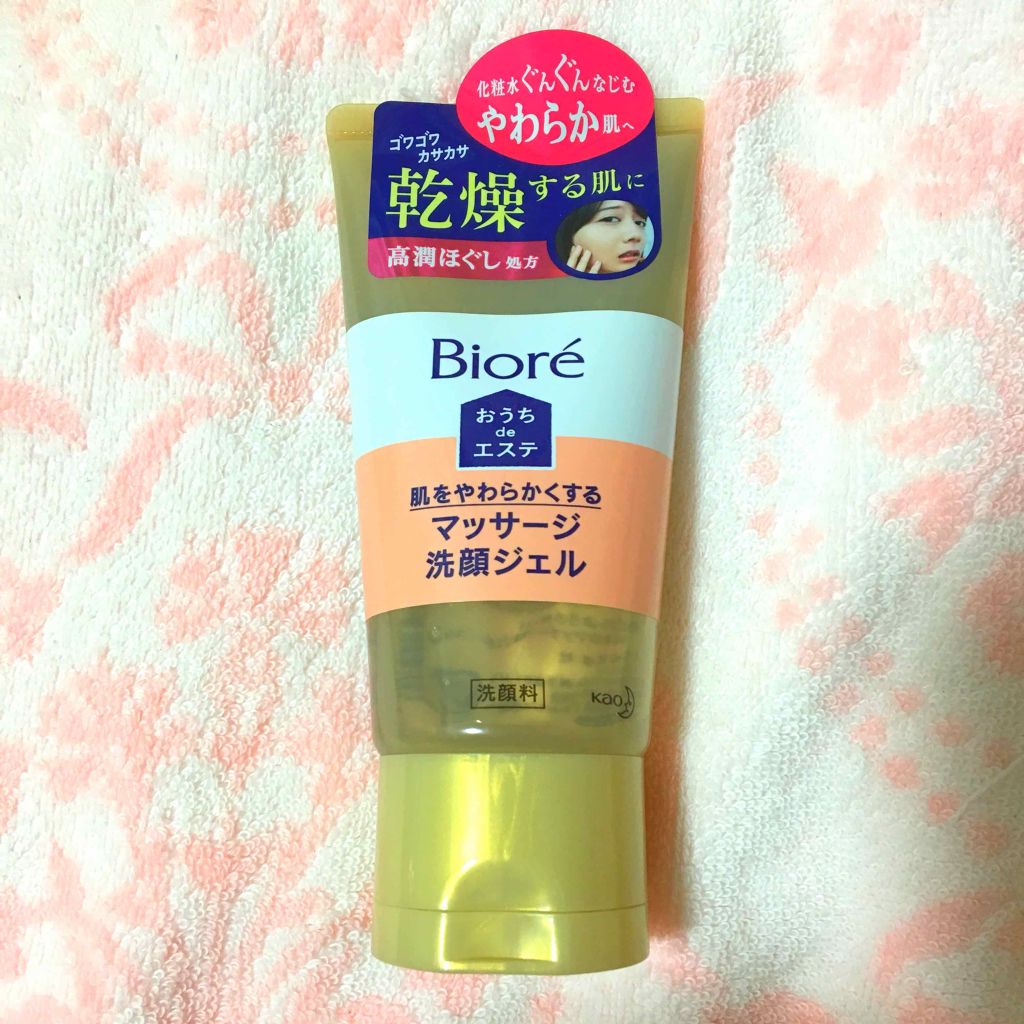 化粧水ぐんぐんなじむ
やわらか肌へ
ゴワゴワ
カサカサ
乾燥する肌に
高潤ほぐし処方
Bioré
おうち
de
エステ
肌をやわらかくする
マッサージ
洗顔ジェル
洗顔料
Kao